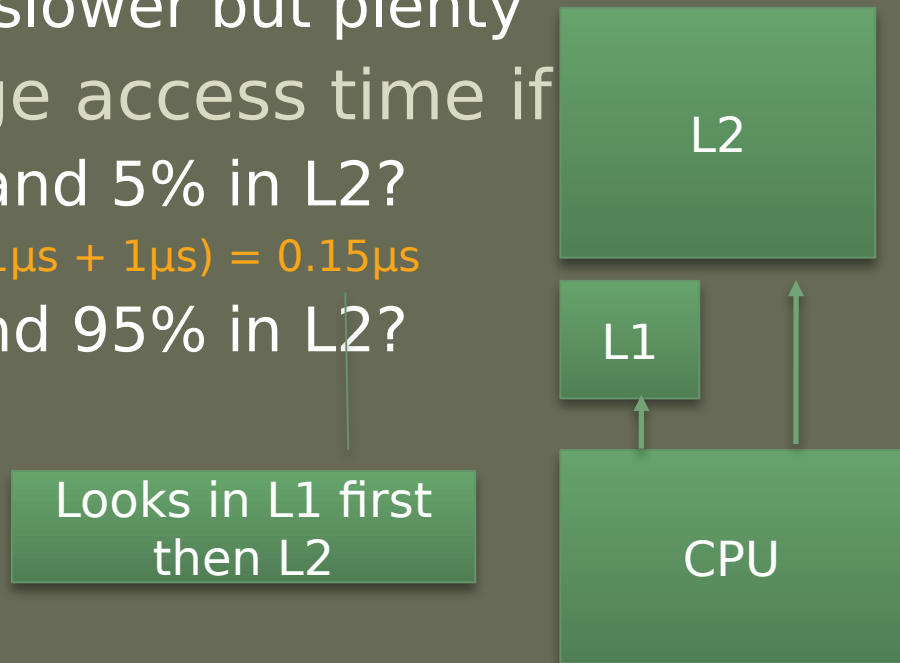 slower but plenty
ge access time if
and 5% in L2?
1µs + 1µs) = 0.15µs
nd 95% in L2?
Looks in L1 first
then L2
L2
L1
CPU